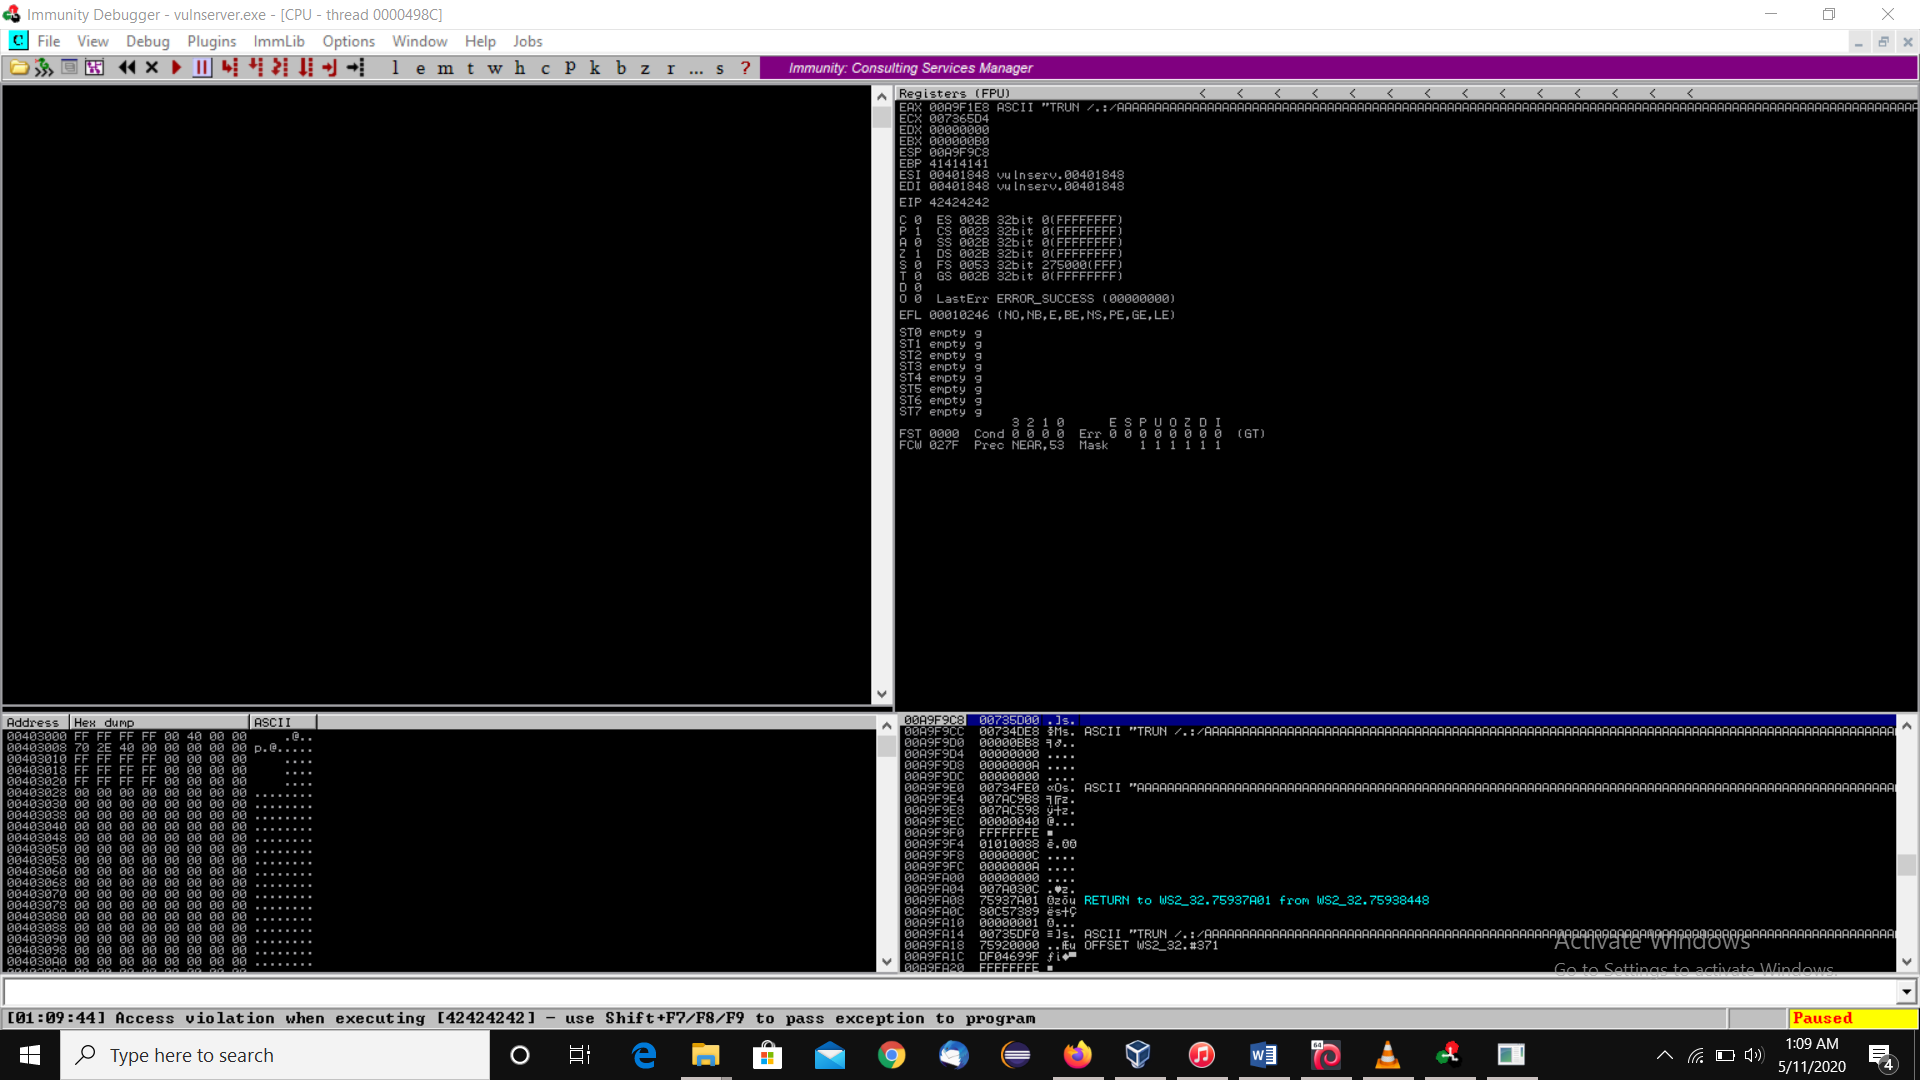 Immunity Debugger - vulnserver.exe - [CPU - thread 0000498C]
C File View Debug Plugins ImmLib Options Window Help Jobs
l e m t w h c P k b z r ... s ? Immunity: Consulting Services Manager
Registers (FPU) < < < < < < < < < < < < < <
EAX 00A9F1E8 ASCII "TRUN /.:/
ECX 007365D4
EDX 00000000
EBX 000000B0
ESP 00A9F9C8
EBP 41414141
ESI 00401848 vulnserv.00401848
EDI 00401848 vulnserv.00401848
EIP 42424242
C 0 ES 002B 32bit 0(FFFFFFFF)
P 1 CS 0023 32bit 0(FFFFFFFF)
A 0 SS 002B 32bit 0(FFFFFFFF)
Z 1 DS 002B 32bit 0(FFFFFFFF)
S 0 FS 0053 32bit 275000(FFF)
T 0 GS 002B 32bit 0(FFFFFFFF)
D 0
O 0 LastErr ERROR_SUCCESS (00000000)
EFL 00010246 (NO,NB,E,BE,NS,PE,GE,LE)
ST0 empty g
ST1 empty g
ST2 empty g
ST3 empty g
ST4 empty g
ST5 empty g
ST6 empty g
ST7 empty g
3 2 1 0 E S P U O Z D I
FST 0000 Cond 0 0 0 0 Err 0 0 0 0 0 0 0 0 (GT)
FCW 027F Prec NEAR,53 Mask 1 1 1 1 1 1
Address Hex dump ASCII
00403000 FF FF FF FF 00 40 00 00 .@..
00403008 70 2E 40 00 00 00 00 00 p.@.....
00403010 FF FF FF FF 00 00 00 00 ....
00403018 FF FF FF FF 00 00 00 00 ....
00403020 FF FF FF FF 00 00 00 00 ....
00403028 00 00 00 00 00 00 00 00 ........
00403030 00 00 00 00 00 00 00 00 ........
00403038 00 00 00 00 00 00 00 00 ........
00403040 00 00 00 00 00 00 00 00 ........
00403048 00 00 00 00 00 00 00 00 ........
00403050 00 00 00 00 00 00 00 00 ........
00403058 00 00 00 00 00 00 00 00 ........
00403060 00 00 00 00 00 00 00 00 ........
00403068 00 00 00 00 00 00 00 00 ........
00403070 00 00 00 00 00 00 00 00 ........
00403078 00 00 00 00 00 00 00 00 ........
00403080 00 00 00 00 00 00 00 00 ........
00403088 00 00 00 00 00 00 00 00 ........
00403090 00 00 00 00 00 00 00 00 ........
00403098 00 00 00 00 00 00 00 00 ........
004030A0 00 00 00 00 00 00 00 00 ........
00A9F9C8 00735D00 .]s.
00A9F9CC 00734DE8 ΦMs. ASCII "TRUN /.:/
00A9F9D0 00000BB8 ╕♂..
00A9F9D4 00000000 ....
00A9F9D8 0000000A ....
00A9F9DC 00000000 ....
00A9F9E0 00734FE0 αOs. ASCII "
00A9F9E4 007AC9B8
00A9F9E8 007AC598
00A9F9EC 00000040 @...
00A9F9F0 FFFFFFFE ■
00A9F9F4 01010088 ê.☺☺
00A9F9F8 0000000C ....
00A9F9FC 0000000A ....
00A9FA00 00000000 ....
00A9FA04 007A030C .♥z.
00A9FA08 75937A01 ☺zôu RETURN to WS2_32.75937A01 from WS2_32.75938448
00A9FA0C 80C57389 ës┼Ç
00A9FA10 00000001 ☺...
00A9FA14 00735DF0 ≡]s. ASCII "TRUN /.:/
00A9FA18 75920000 ..Æu OFFSET WS2_32.#371
00A9FA1C DF04699F ƒi♦▀
00A9FA20 FFFFFFFE ■
Activate Windows
Go to Settings to activate Windows.
[01:09:44] Access violation when executing [42424242] - use Shift+F7/F8/F9 to pass exception to program
Paused
Type here to search
1:09 AM
5/11/2020
4